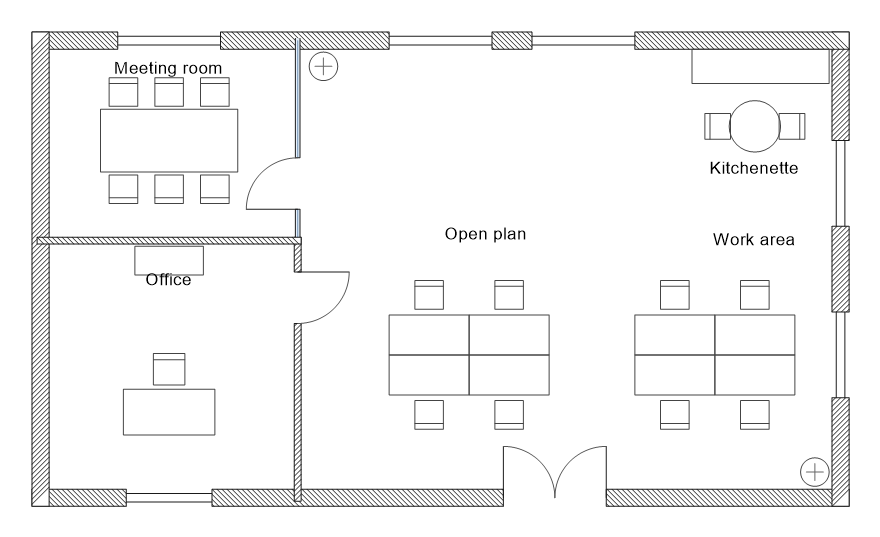 Meeting room
Kitchenette
Open plan
Work area
Office